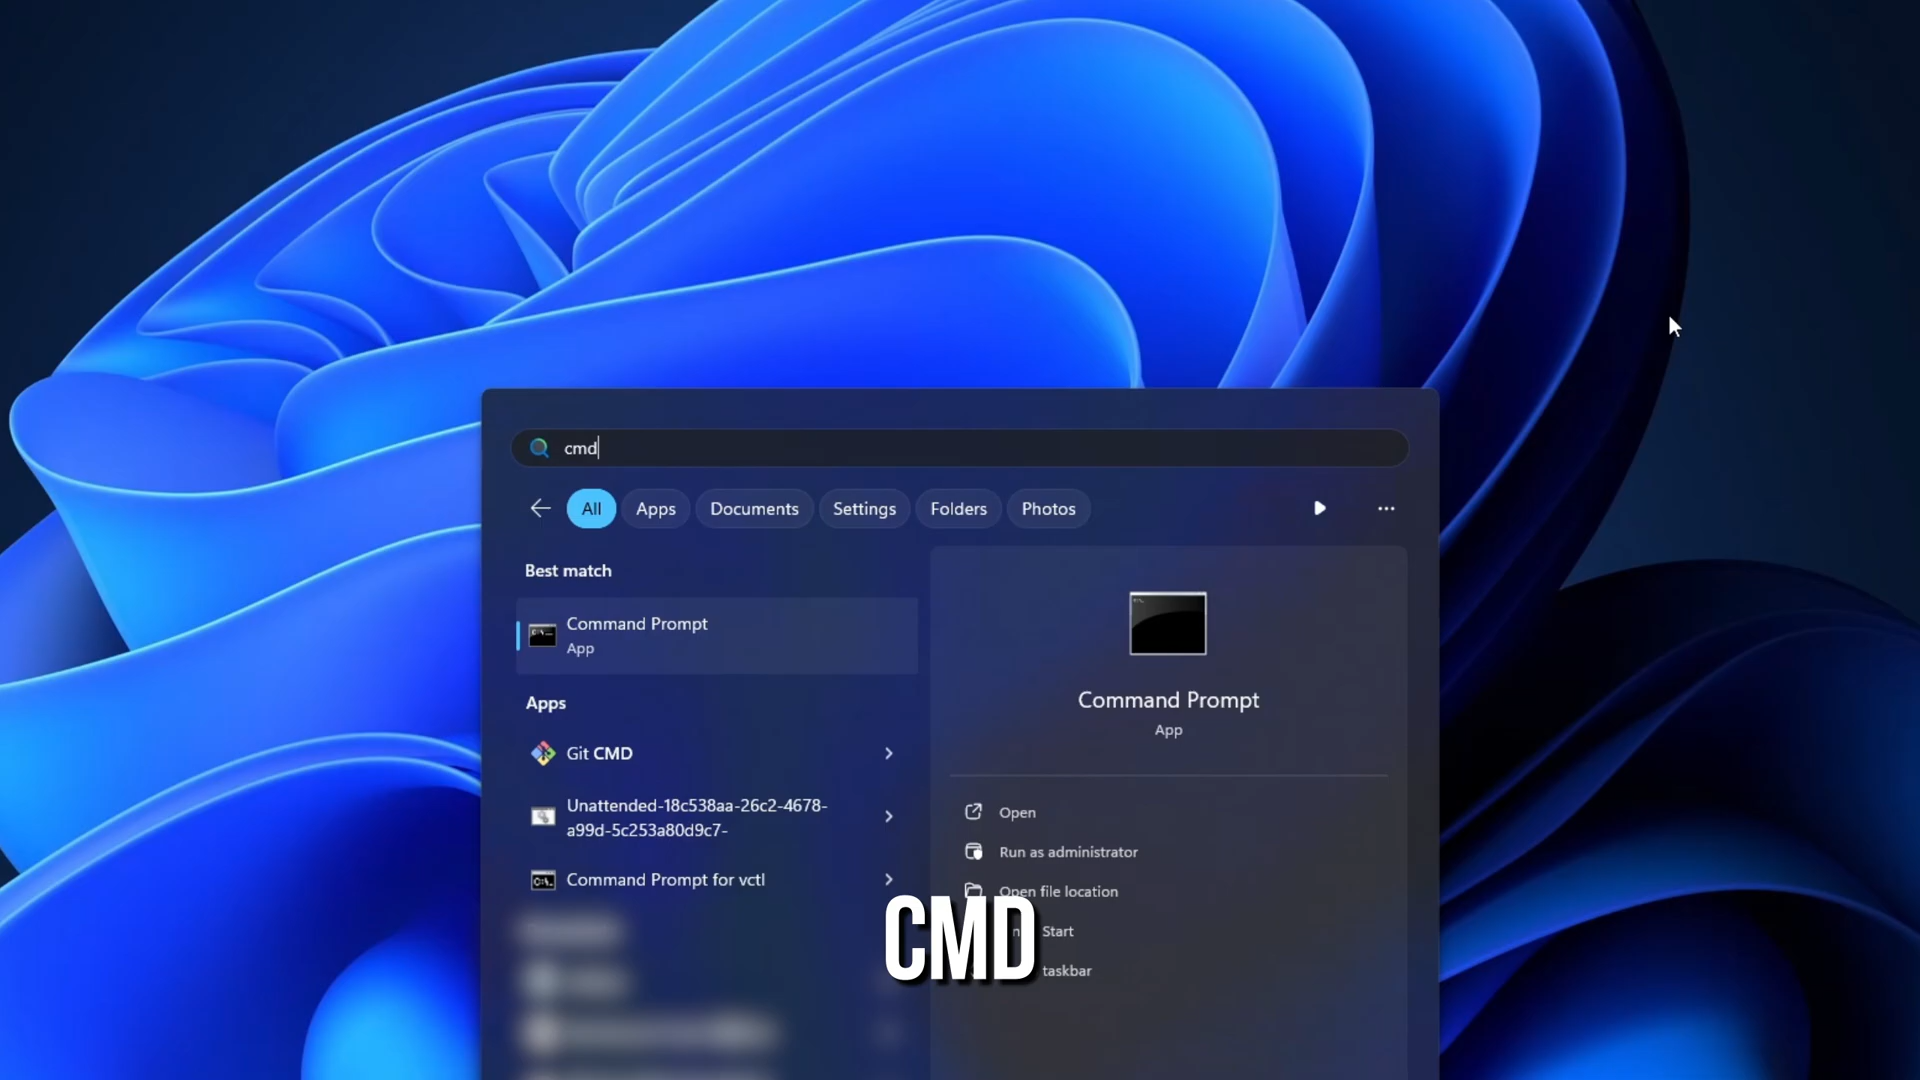 cmd
All
Apps
Documents
Settings
Folders
Photos
Best match
Command Prompt
App
Apps
Git CMD
Unattended-18c538aa-26c2-4678-
a99d-5c253a80d9c7-
Command Prompt for vctl
Command Prompt
App
Open
Run as administrator
Open file location
Start
taskbar
CMD